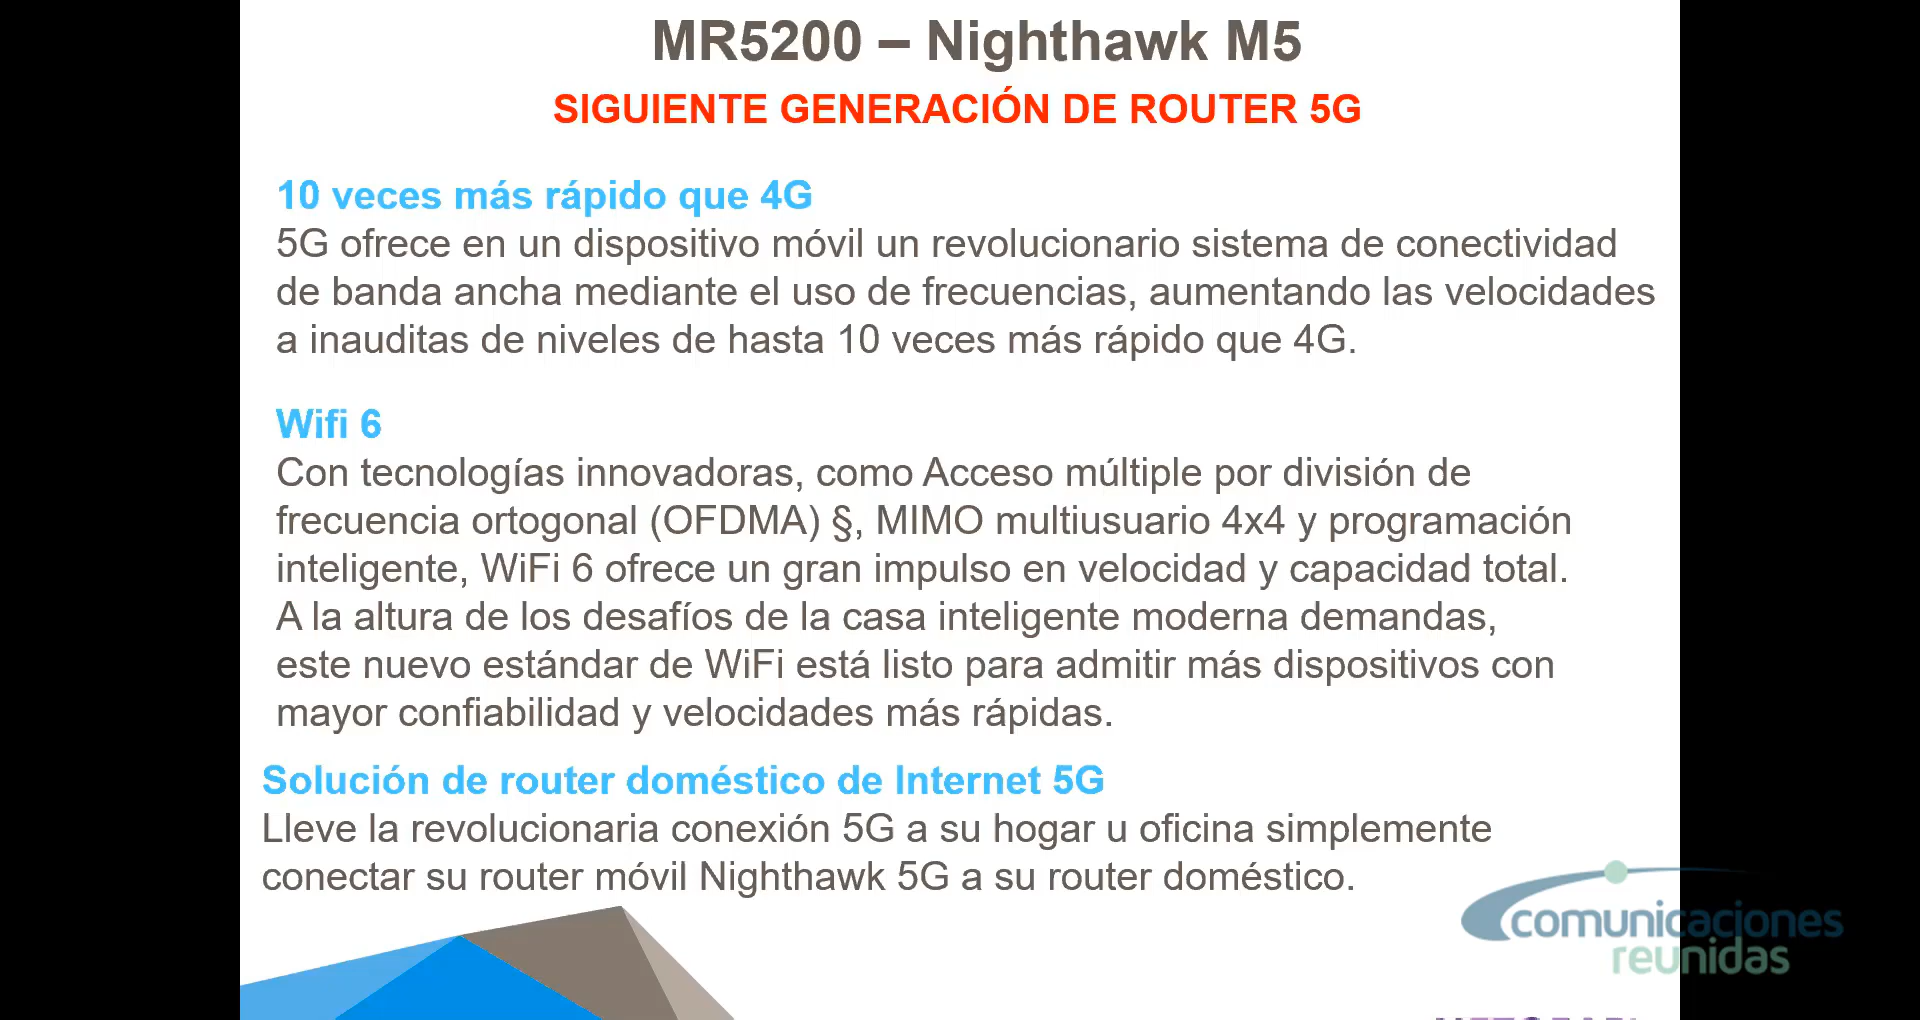 MR5200 – Nighthawk M5
SIGUIENTE GENERACIÓN DE ROUTER 5G
10 veces más rápido que 4G
5G ofrece en un dispositivo móvil un revolucionario sistema de conectividad
de banda ancha mediante el uso de frecuencias, aumentando las velocidades
a inauditas de niveles de hasta 10 veces más rápido que 4G.
Wifi 6
Con tecnologías innovadoras, como Acceso múltiple por división de
frecuencia ortogonal (OFDMA) §, MIMO multiusuario 4x4 y programación
inteligente, WiFi 6 ofrece un gran impulso en velocidad y capacidad total.
A la altura de los desafíos de la casa inteligente moderna demandas,
este nuevo estándar de WiFi está listo para admitir más dispositivos con
mayor confiabilidad y velocidades más rápidas.
Solución de router doméstico de Internet 5G
Lleve la revolucionaria conexión 5G a su hogar u oficina simplemente
conectar su router móvil Nighthawk 5G a su router doméstico.
comunicaciones
reunidas